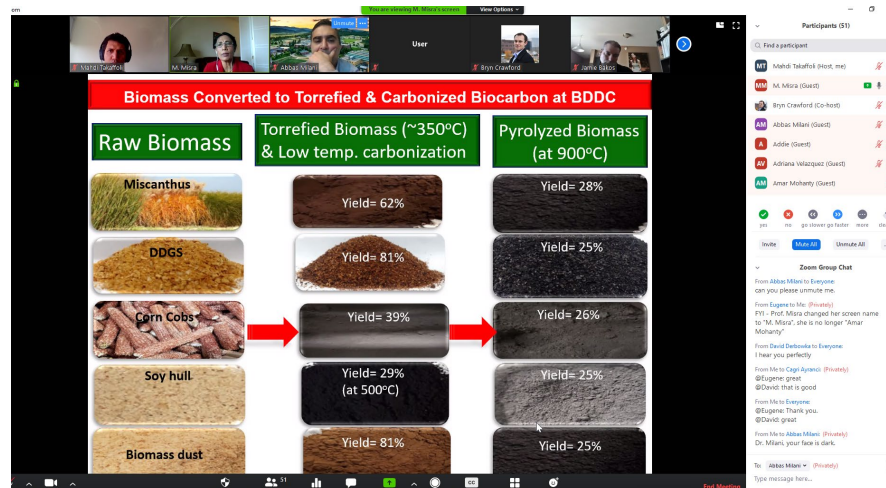 om
You are viewing M. Misra's screen
View Options
Mahdi Takaffoli
M. Misra
Unmute
Abbas Milani
User
Bryn Crawford
Jamie Bakos
Biomass Converted to Torrefied & Carbonized Biocarbon at BDDC
Raw Biomass
Torrefied Biomass (~350°C)
& Low temp. carbonization
Pyrolyzed Biomass
(at 900°C)
Miscanthus
Yield= 62%
Yield= 28%
DDGS
Yield= 81%
Yield= 25%
Corn Cobs
Yield= 39%
Yield= 26%
Soy hull
Yield= 29%
(at 500°C)
Yield= 25%
Biomass dust
Yield= 81%
Yield= 25%
51
CC
End Meeting
Participants (51)
Find a participant
MT
Mahdi Takaffoli (Host, me)
MM
M. Misra (Guest)
Bryn Crawford (Co-host)
AM
Abbas Milani (Guest)
A
Addie (Guest)
AV
Adriana Velazquez (Guest)
AM
Amar Mohanty (Guest)
yes
no
go slower
go faster
more
Invite
Mute All
Unmute All
Zoom Group Chat
From Abbas Milani to Everyone:
can you please unmute me.
From Eugene to Me: (Privately)
FYI - Prof. Misra changed her screen name
to "M. Misra". she is no longer "Amar
Mohanty"
From David Derbowka to Everyone:
I hear you perfectly
From Me to Cagri Ayranci: (Privately)
@Eugene: great
@David: that is good
From Me to Everyone:
@Eugene: Thank you.
@David: great
From Me to Abbas Milani: (Privately)
Dr. Milani, your face is dark.
To: Abbas Milani (Privately)
Type message here...